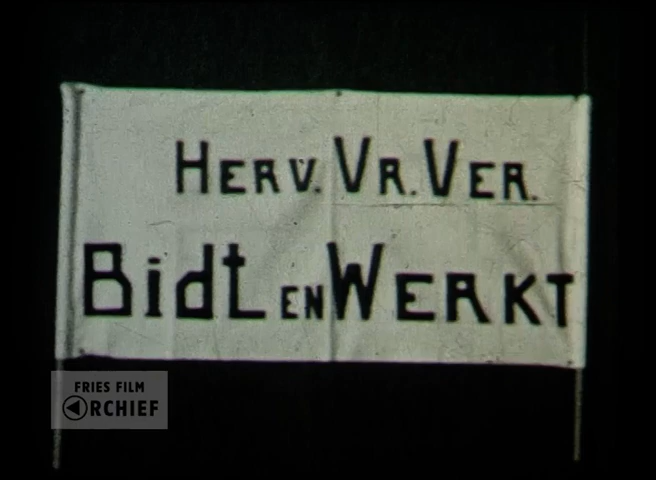 HERV. VR. VER.
BidT EN WERKT
FRIES FILM
ARCHIEF